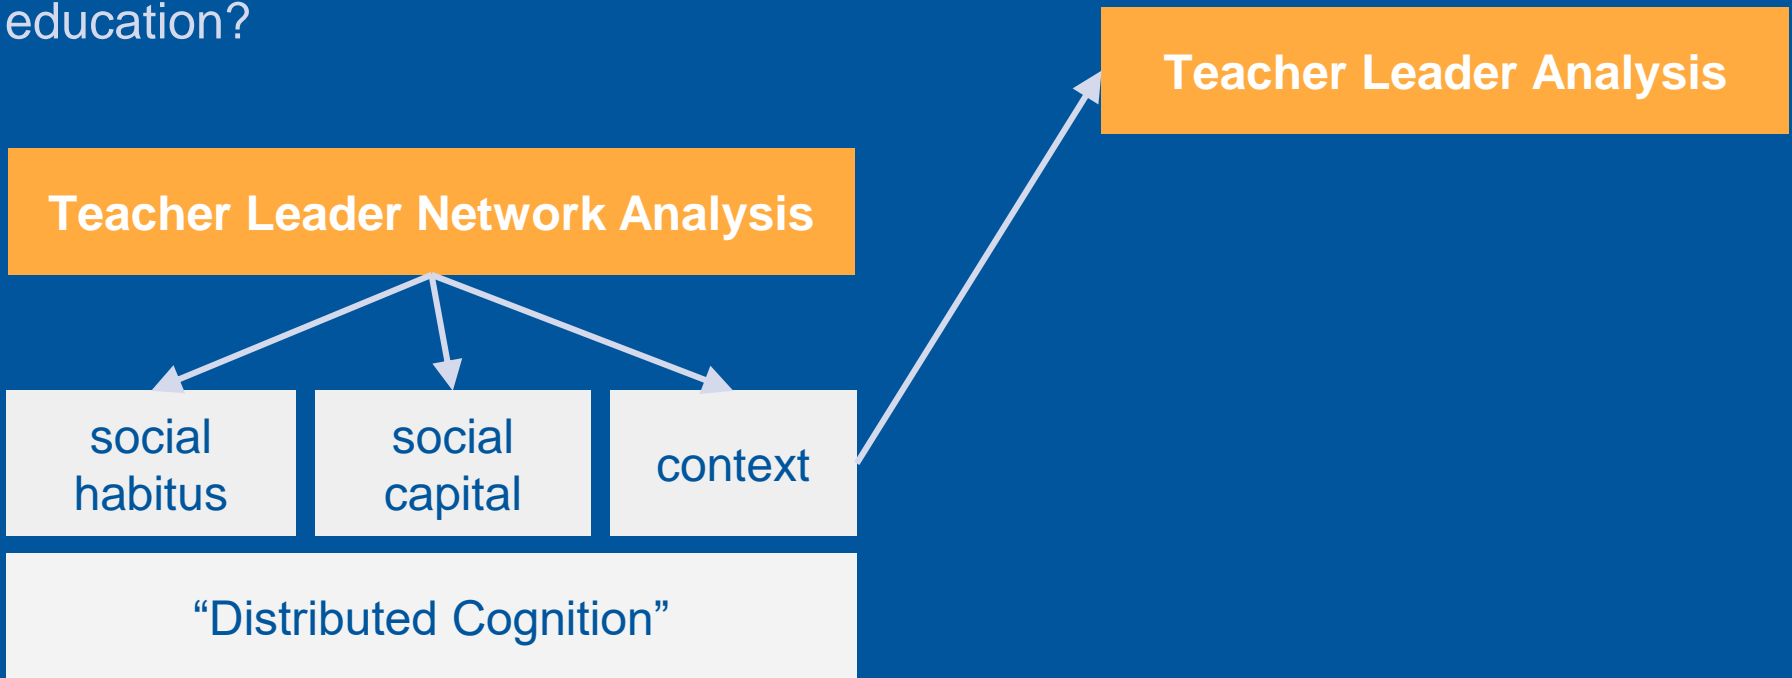 education?
Teacher Leader Analysis
Teacher Leader Network Analysis
social
habitus
social
capital
context
“Distributed Cognition”